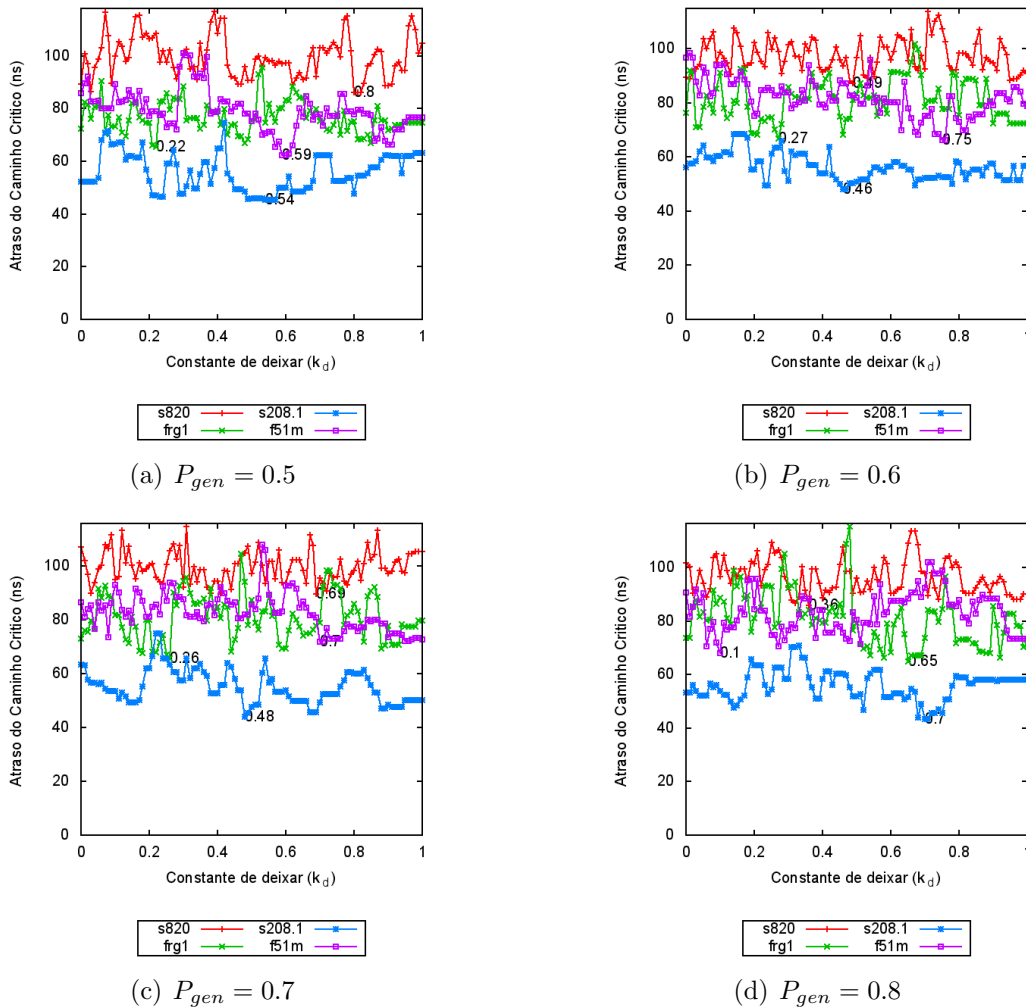 Atraso do Caminho Crítico (ns)
100
80
60
40
20
0
0.8
0.22
0.59
0.54
0 0.2 0.4 0.6 0.8 1
Constante de deixar (k_d)
s820 s208.1
frg1 f51m
(a) P_gen = 0.5
Atraso do Caminho Crítico (ns)
100
80
60
40
20
0
0.49
0.27
0.75
0.46
0 0.2 0.4 0.6 0.8 1
Constante de deixar (k_d)
s820 s208.1
frg1 f51m
(b) P_gen = 0.6
Atraso do Caminho Crítico (ns)
100
80
60
40
20
0
0.69
0.7
0.26
0.48
0 0.2 0.4 0.6 0.8 1
Constante de deixar (k_d)
s820 s208.1
frg1 f51m
(c) P_gen = 0.7
Atraso do Caminho Crítico (ns)
100
80
60
40
20
0
0.36
0.1
0.65
0.7
0 0.2 0.4 0.6 0.8 1
Constante de deixar (k_d)
s820 s208.1
frg1 f51m
(d) P_gen = 0.8